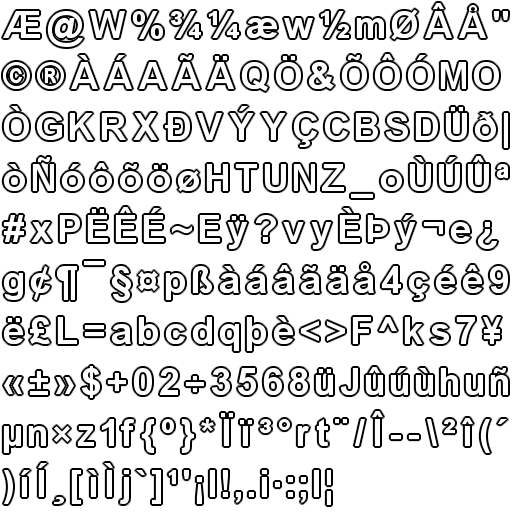 Æ@W%¾¼æw½mØÂÅ"
©®ÀÁAÃÄQÖ&ÕÔÓMO
ÒGKRXÐVÝYÇCBSDÜð|
òÑóôõöøHTUNZ_oÙÚÛª
#xPËÊÉ~Eÿ?vyÈÞý¬e¿
g¢¶¯§¤pßàáâãäå4çéê9
ë£L=abcdqþè<>F^ks7¥
«±»$+02÷3568üJûúùhuñ
µn×z1f{º}*Ïï³°rt¨/Î--\²î(´
)íÍ¸[ìÌj`]¹'¡l!,.i·:;I¦